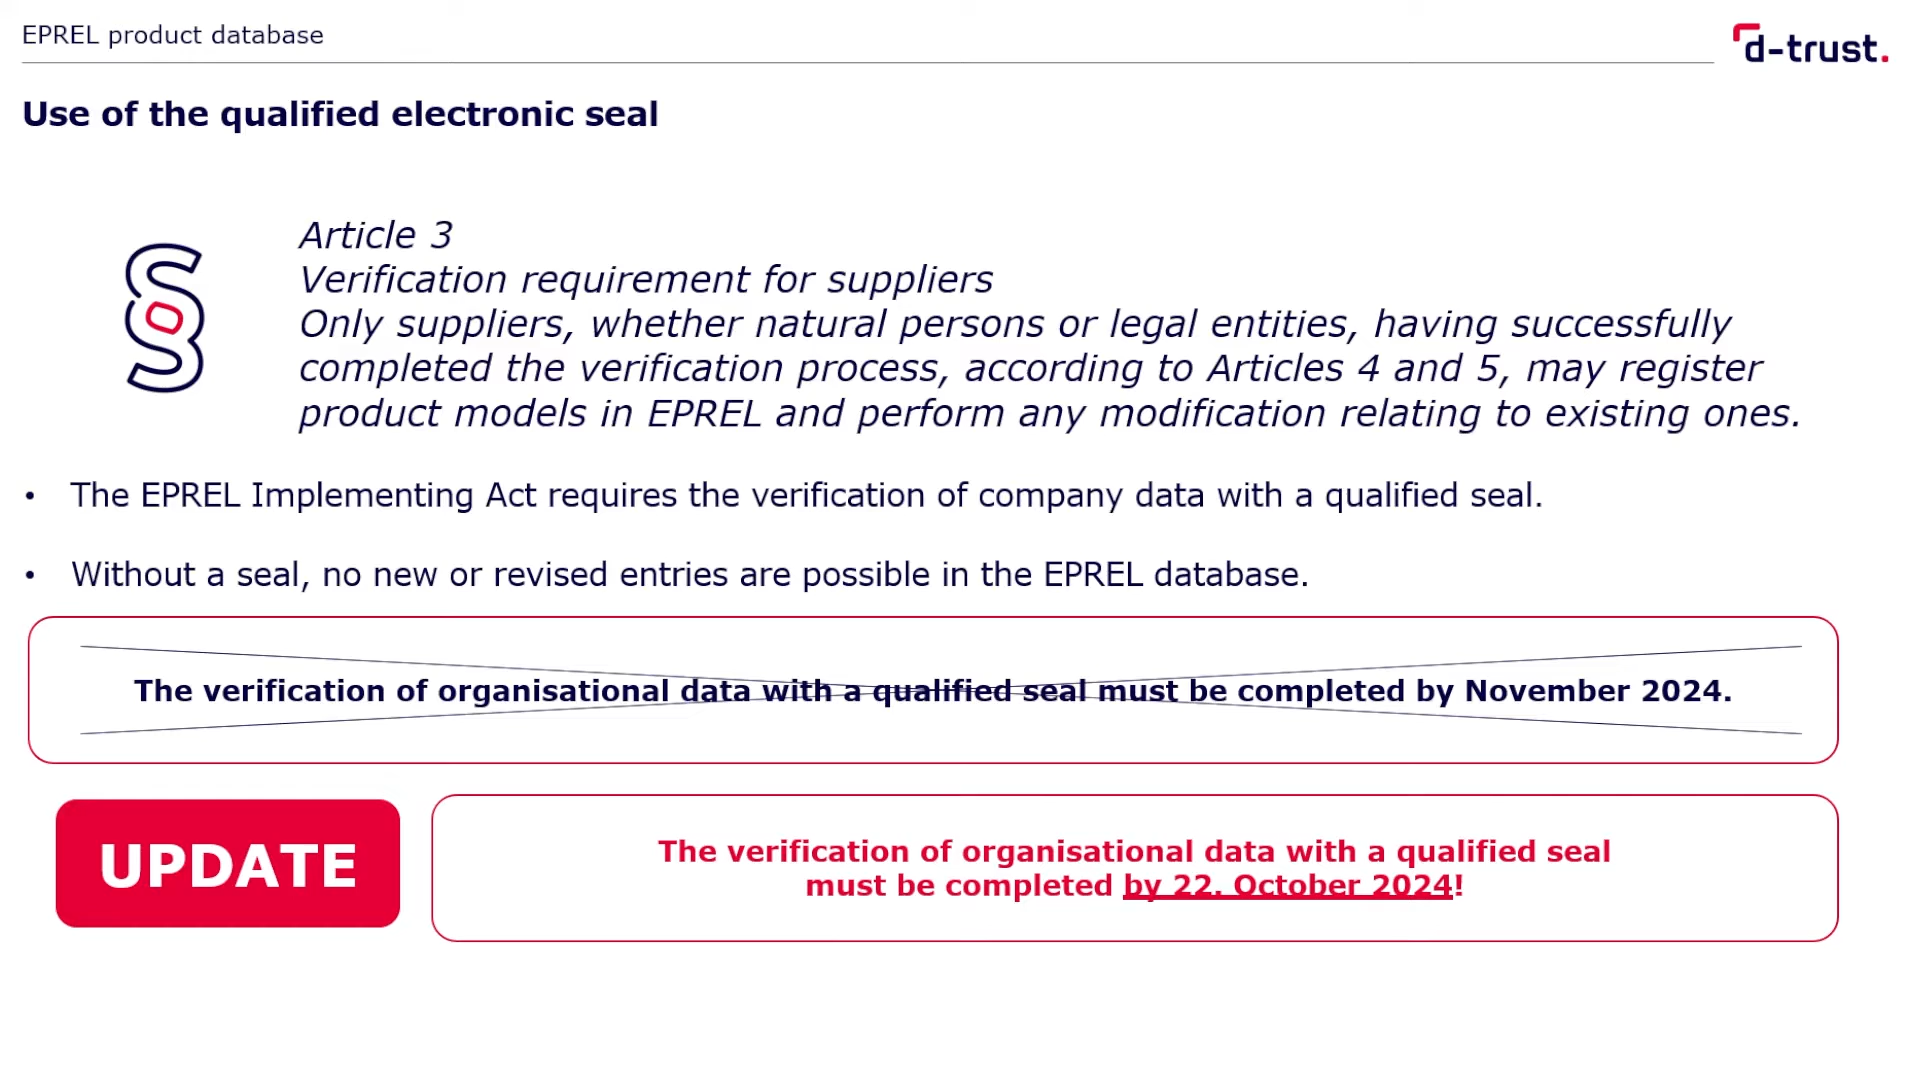 EPREL product database
d-trust.
Use of the qualified electronic seal
§
Article 3
Verification requirement for suppliers
Only suppliers, whether natural persons or legal entities, having successfully
completed the verification process, according to Articles 4 and 5, may register
product models in EPREL and perform any modification relating to existing ones.
• The EPREL Implementing Act requires the verification of company data with a qualified seal.
• Without a seal, no new or revised entries are possible in the EPREL database.
The verification of organisational data with a qualified seal must be completed by November 2024.
UPDATE
The verification of organisational data with a qualified seal
must be completed by 22. October 2024!